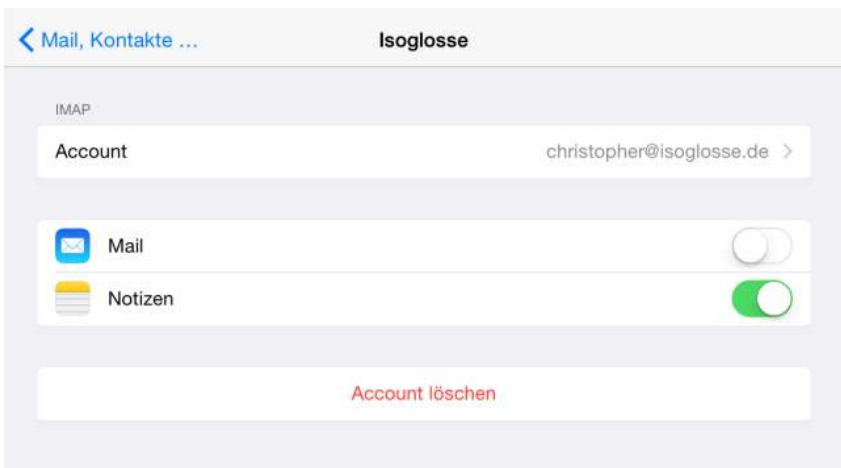 Mail, Kontakte ...
Isoglosse
IMAP
Account
christopher@isoglosse.de
Mail
Notizen
Account löschen